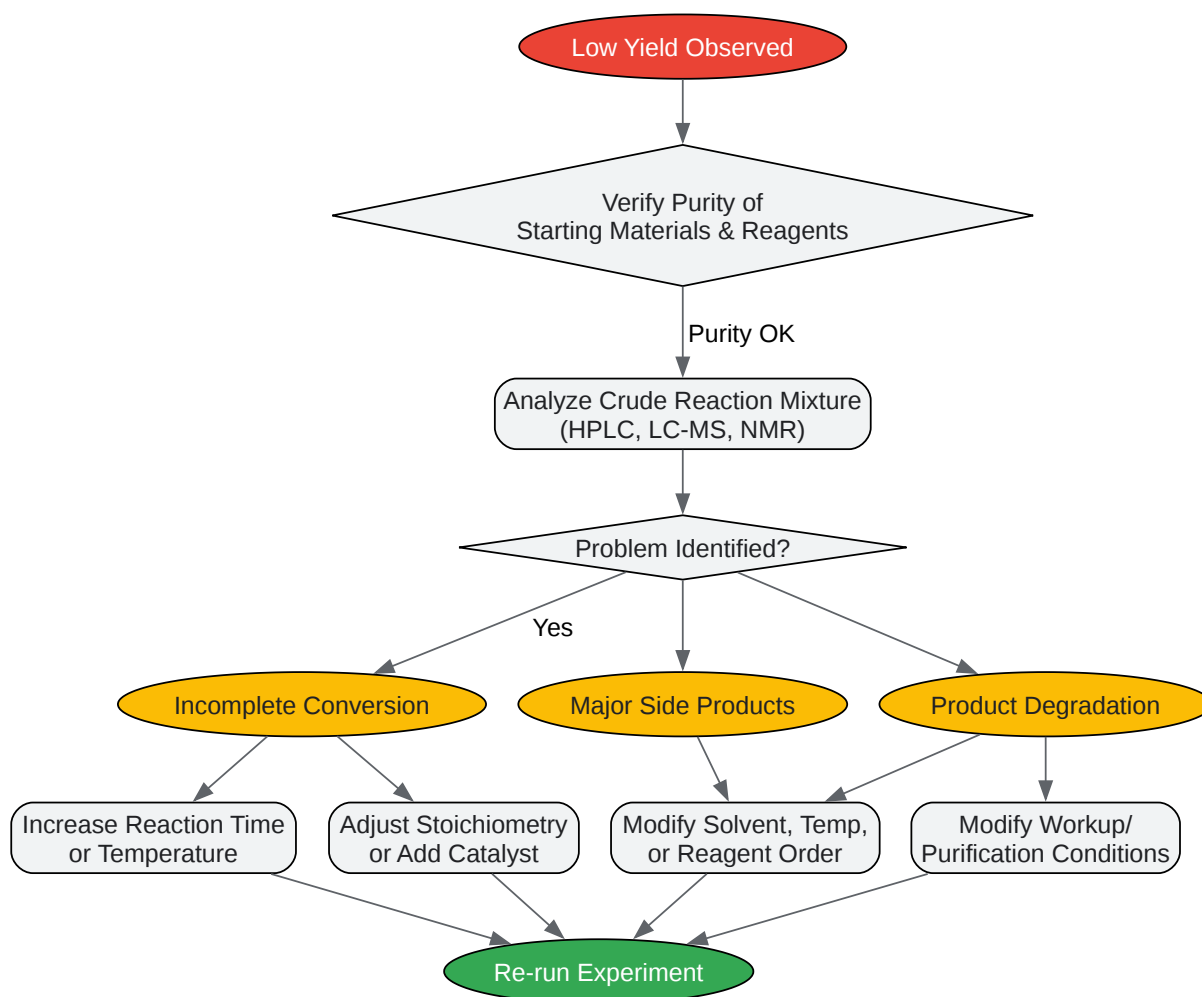 Low Yield Observed
Verify Purity of
Starting Materials & Reagents
Purity OK
Analyze Crude Reaction Mixture
(HPLC, LC-MS, NMR)
Problem Identified?
Yes
Incomplete Conversion
Major Side Products
Product Degradation
Increase Reaction Time
or Temperature
Adjust Stoichiometry
or Add Catalyst
Modify Solvent, Temp,
or Reagent Order
Modify Workup/
Purification Conditions
Re-run Experiment